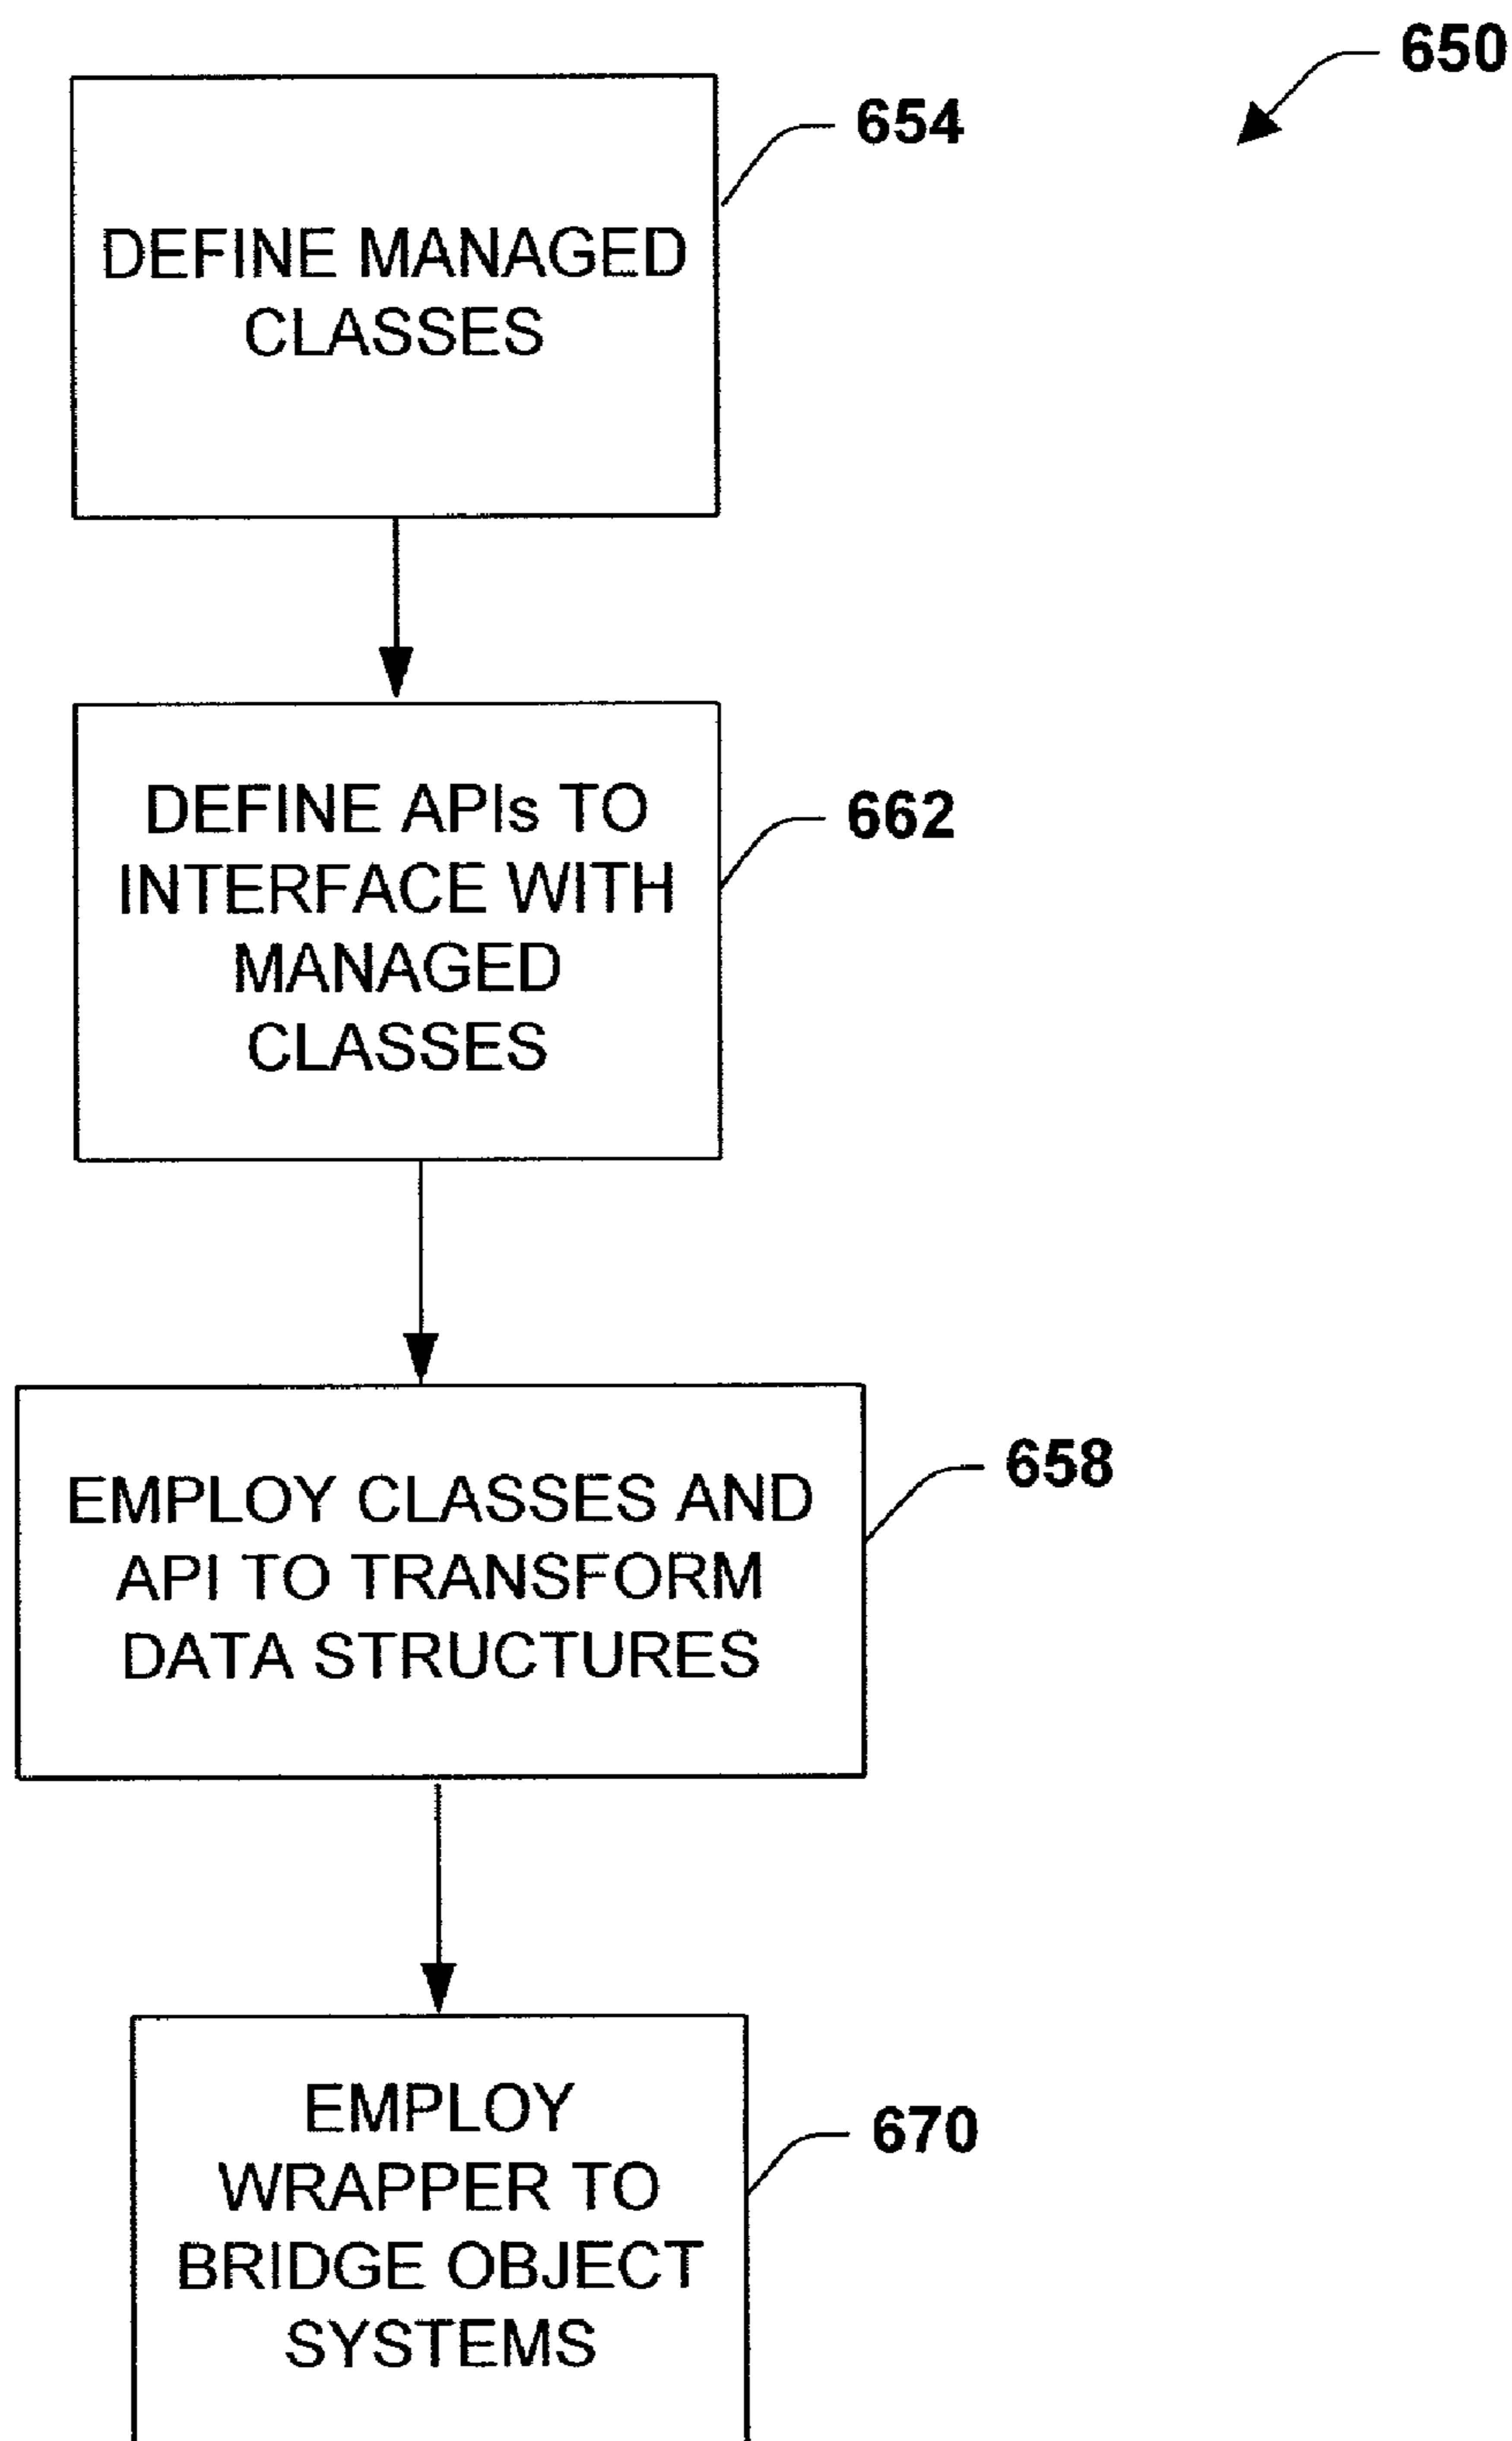 650
654
DEFINE MANAGED
CLASSES
DEFINE APIs TO
INTERFACE WITH
MANAGED
CLASSES
662
EMPLOY CLASSES AND
API TO TRANSFORM
DATA STRUCTURES
658
EMPLOY
WRAPPER TO
BRIDGE OBJECT
SYSTEMS
670